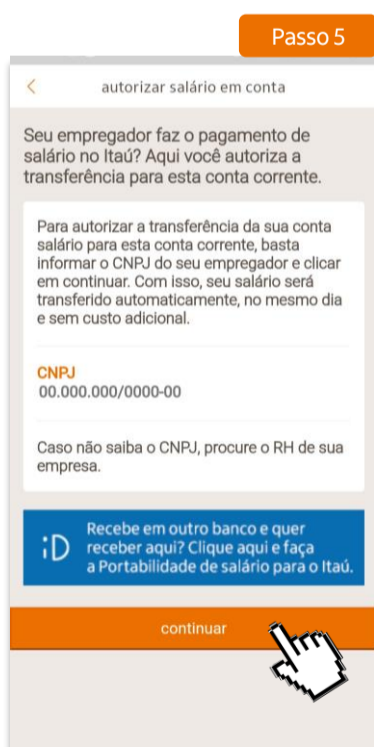 Passo 5
autorizar salário em conta
Seu empregador faz o pagamento de
salário no Itaú? Aqui você autoriza a
transferência para esta conta corrente.
Para autorizar a transferência da sua conta
salário para esta conta corrente, basta
informar o CNPJ do seu empregador e clicar
em continuar. Com isso, seu salário será
transferido automaticamente, no mesmo dia
e sem custo adicional.
CNPJ
00.000.000/0000-00
Caso não saiba o CNPJ, procure o RH de sua
empresa.
Recebe em outro banco e quer
receber aqui? Clique aqui e faça
a Portabilidade de salário para o Itaú.
continuar